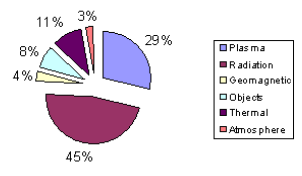 3%
11%
29%
8%
4%
45%
Plasma
Radiation
Geomagnetic
Objects
Thermal
Atmosphere